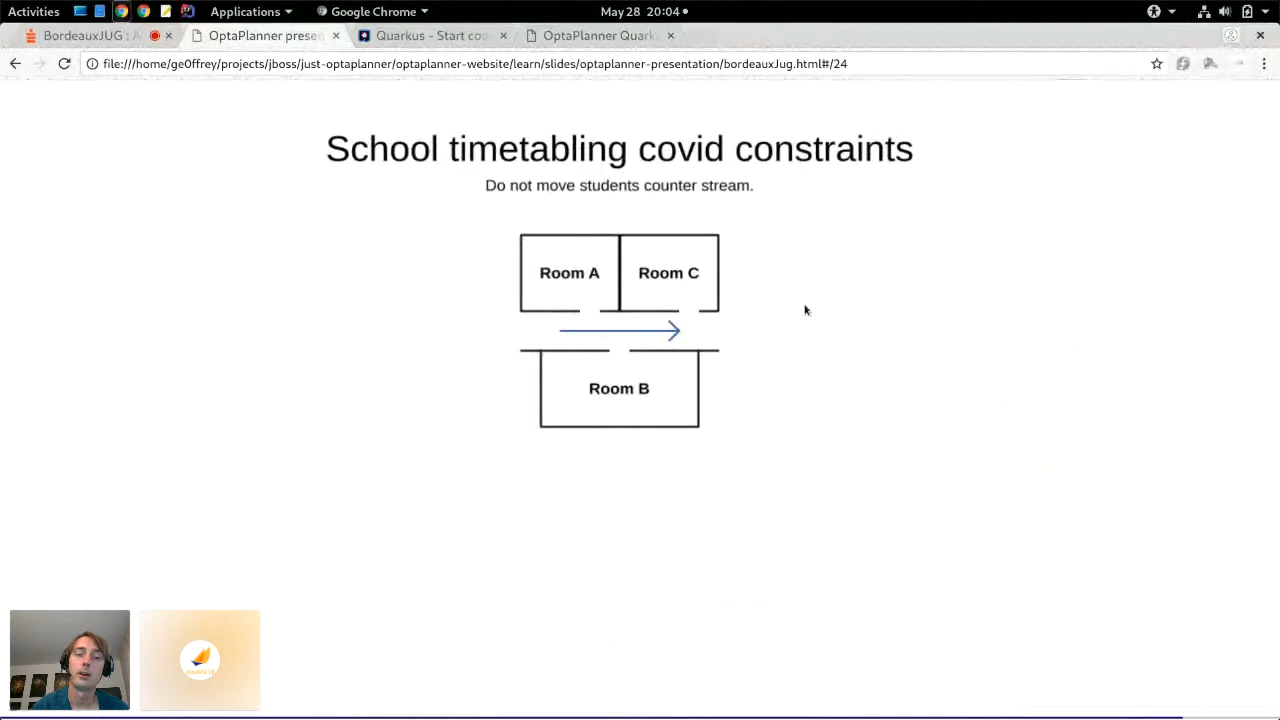 Activities Applications Google Chrome May 28 20:04
BordeauxJUG : A OptaPlanner prese Quarkus - Start coo OptaPlanner Quark
file:///home/ge0ffrey/projects/jboss/just-optaplanner/optaplanner-website/learn/slides/optaplanner-presentation/bordeauxJug.html#/24
School timetabling covid constraints
Do not move students counter stream.
Room A Room C
Room B